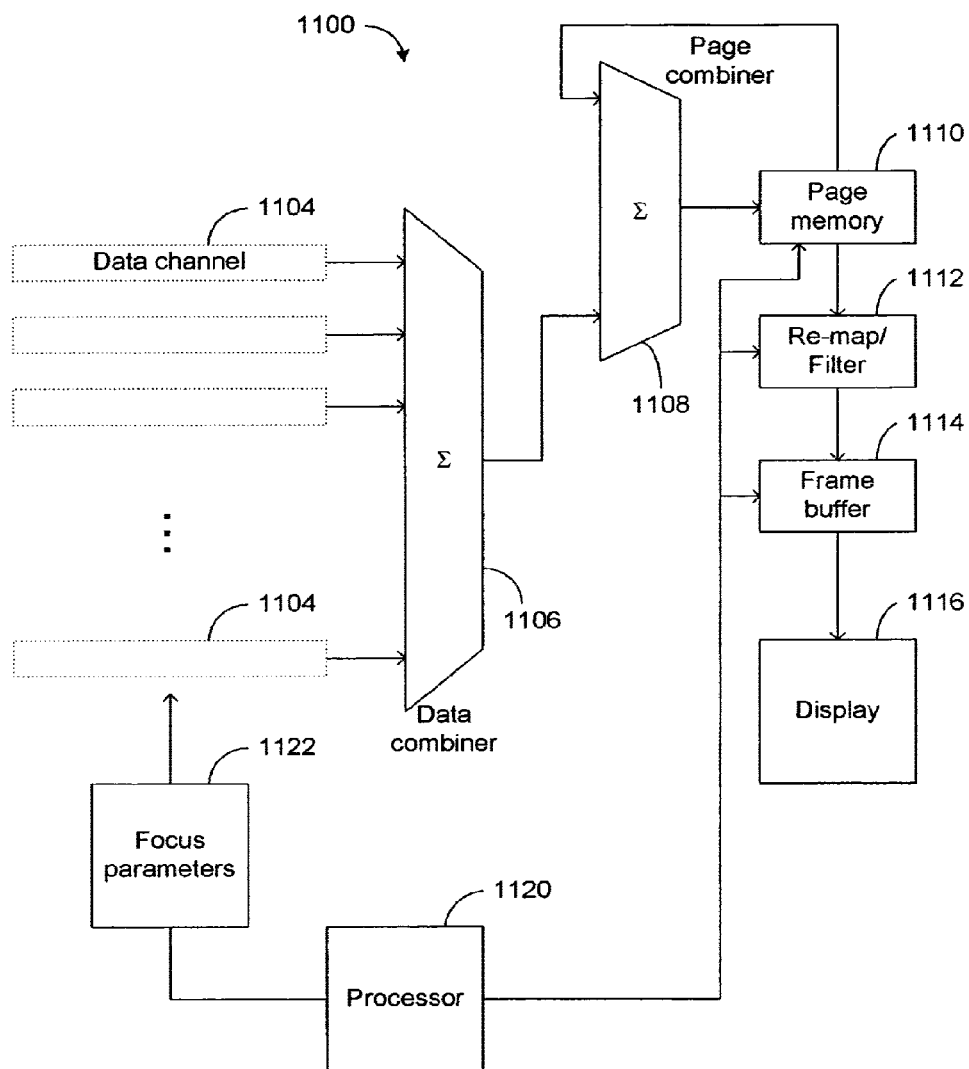 1100
Page
combiner
1110
Page
memory
1104
Data channel
Σ
1112
Re-map/
Filter
1108
1114
Frame
buffer
Σ
1104
1106
1116
Display
Data
combiner
1122
Focus
parameters
1120
Processor